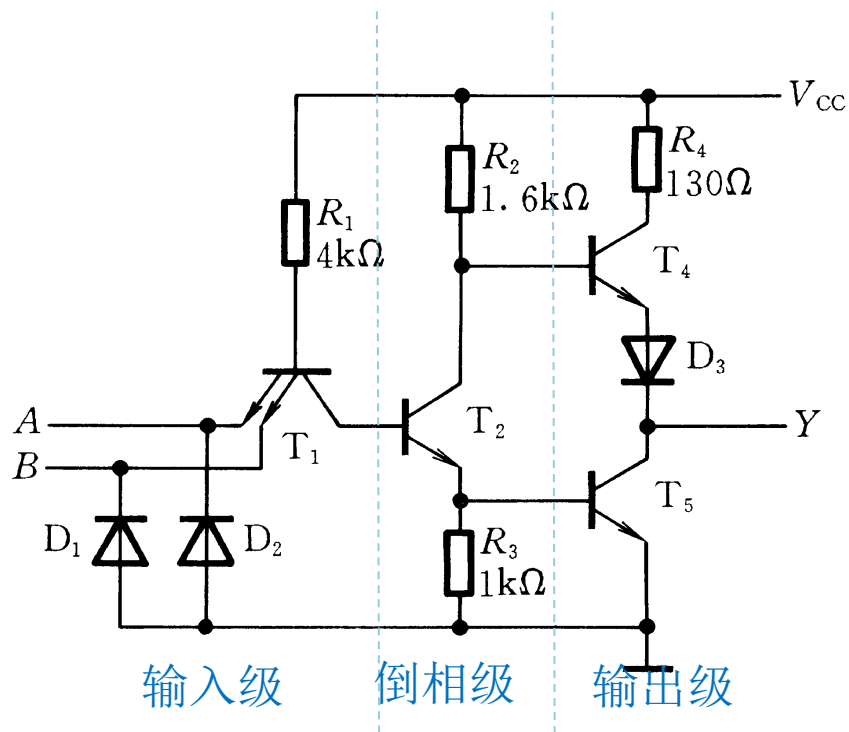 V_CC
R₄
130Ω
R₂
1.6kΩ
R₁
4kΩ
T₄
D₃
A
T₁
T₂
Y
B
T₅
D₁
D₂
R₃
1kΩ
输入级
倒相级
输出级